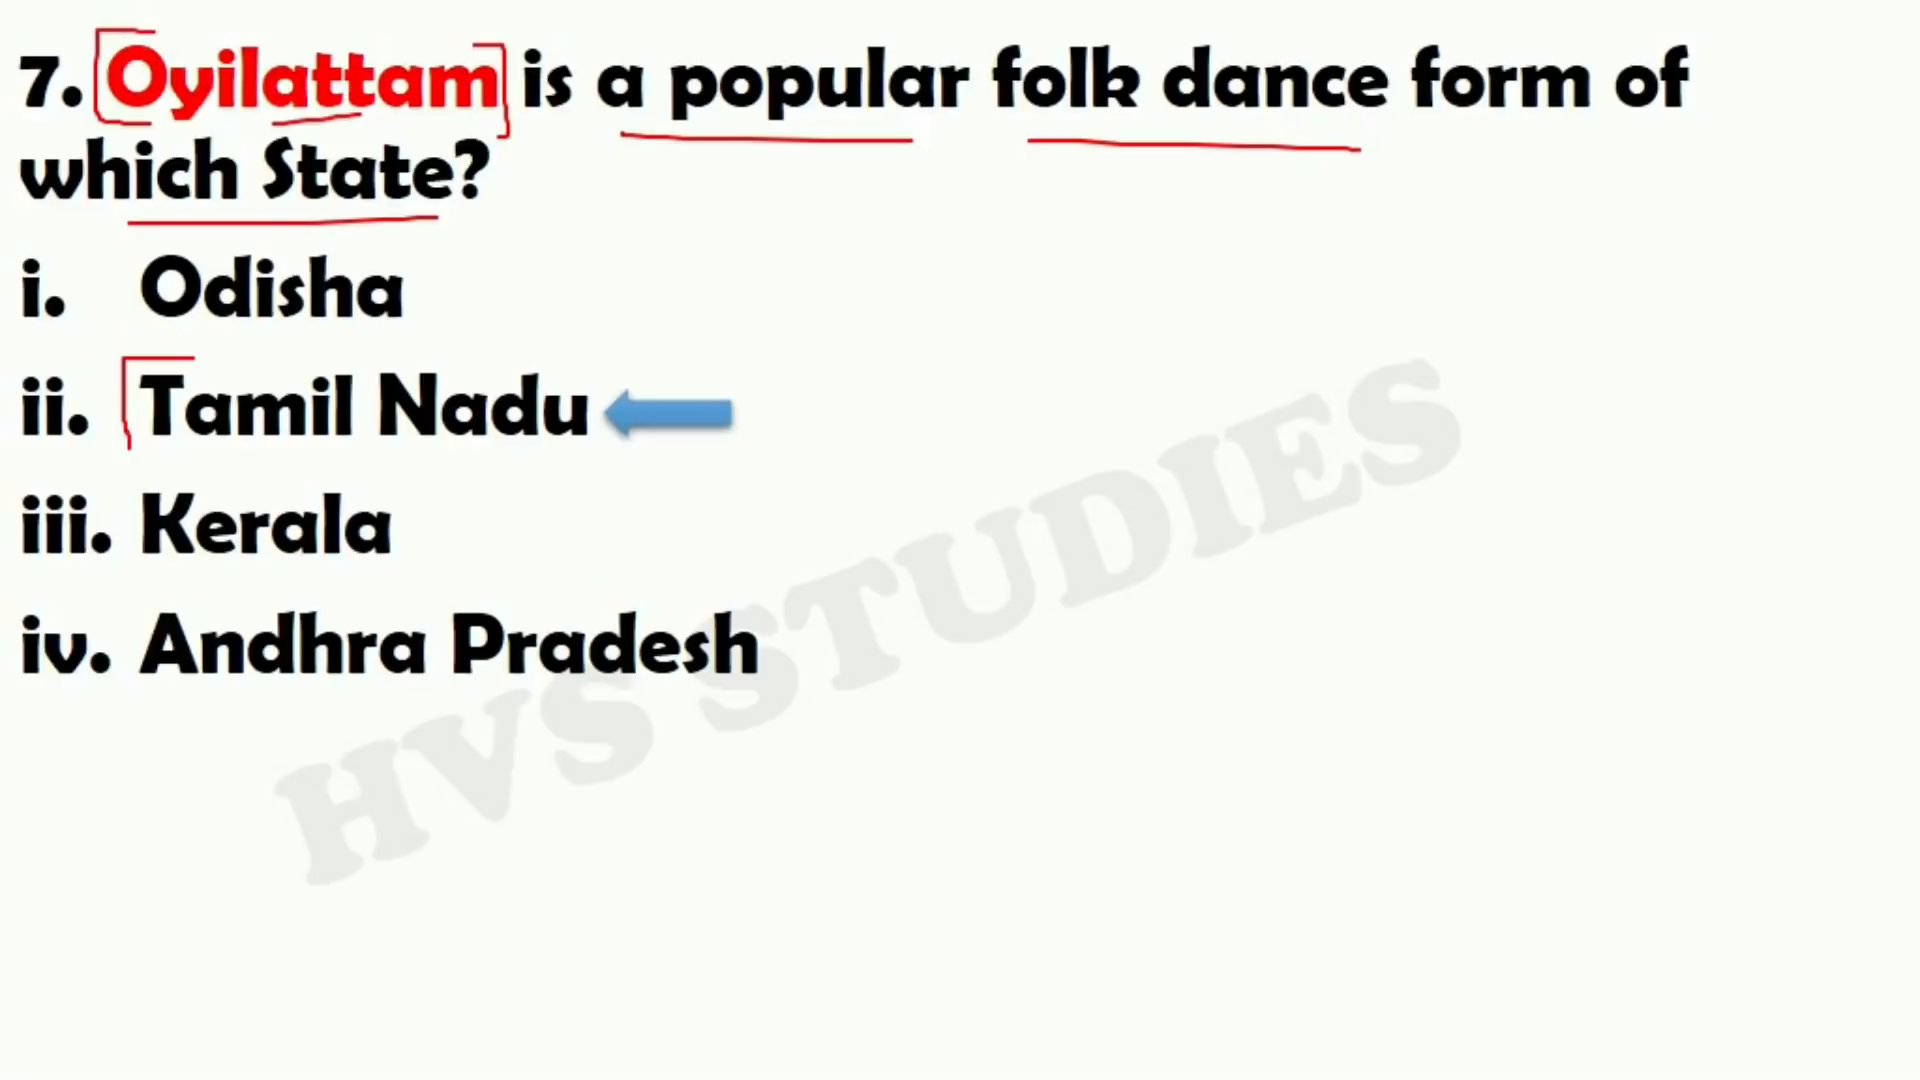 7. Oyilattam is a popular folk dance form of
which State?
i. Odisha
ii. Tamil Nadu
iii. Kerala
iv. Andhra Pradesh
HVS STUDIES